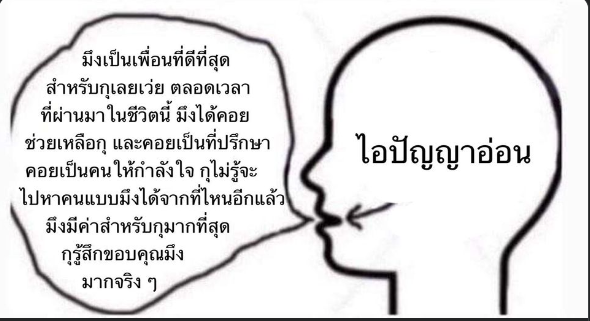 มึงเป็นเพื่อนที่ดีที่สุด
สำหรับกุเลยเว่ย ตลอดเวลา
ที่ผ่านมาในชีวิตนี้ มึงได้คอย
ช่วยเหลือกุ และคอยเป็นที่ปรึกษา
คอยเป็นคนให้กำลังใจ กุไม่รู้จะ
ไปหาคนแบบมึงได้จากที่ไหนอีกแล้ว
มึงมีค่าสำหรับกุมากที่สุด
กุรู้สึกขอบคุณมึง
มากจริง ๆ
ไอปัญญาอ่อน